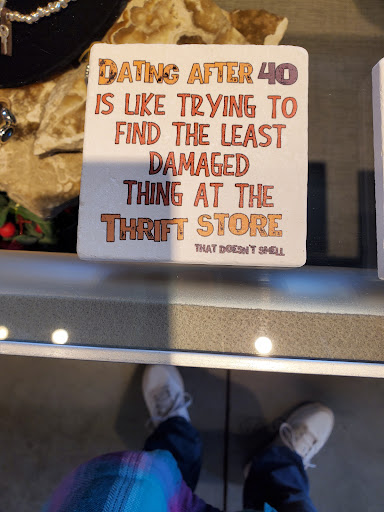 DATING AFTER 40
IS LIKE TRYING TO
FIND THE LEAST
DAMAGED
THING AT THE
THRIFT STORE
THAT DOESN'T SMELL